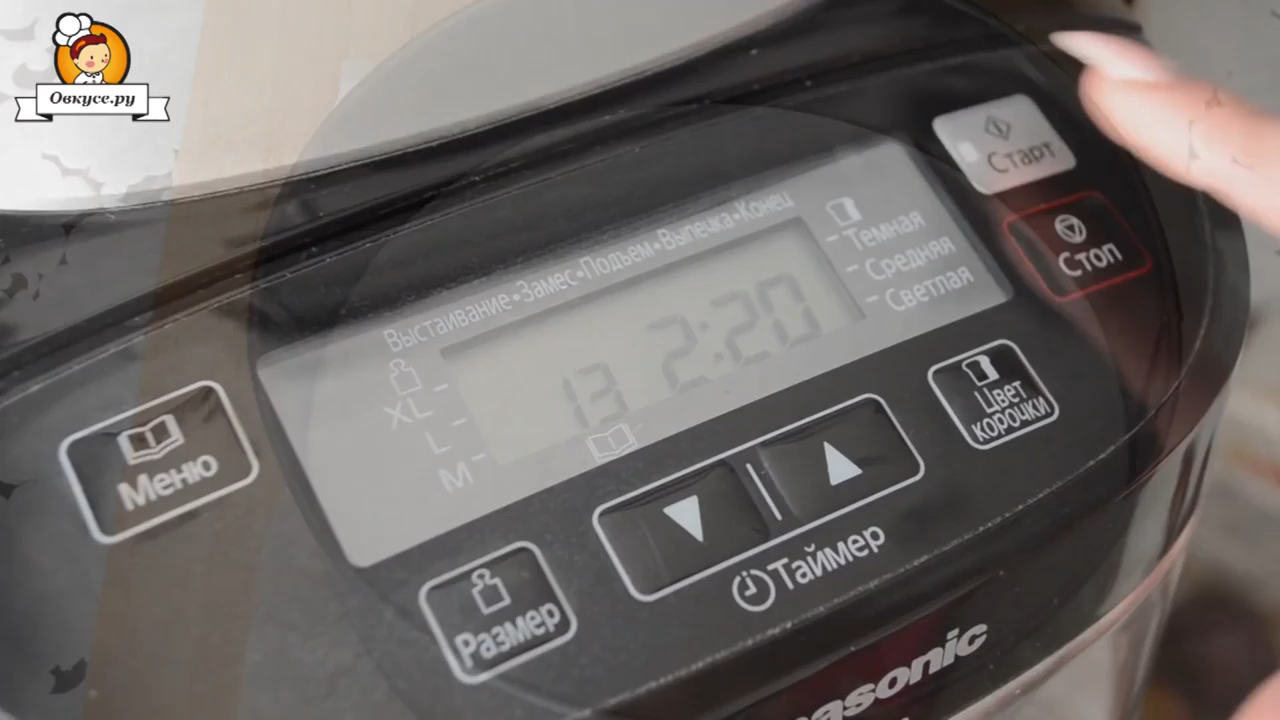 Овкусе.ру
Старт
Стоп
Выстаивание•Замес•Подъем•Выпечка•Конец
Темная
Средняя
Светлая
13 2:20
XL
L
M
Меню
Цвет
корочки
Таймер
Размер
Panasonic